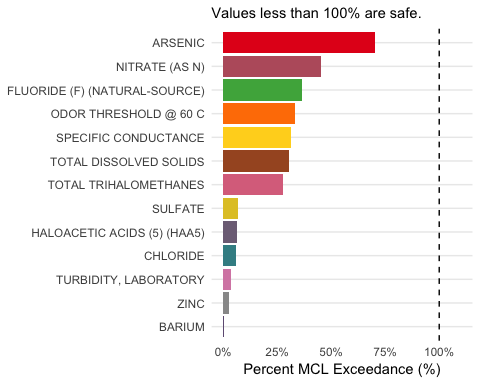 Values less than 100% are safe.
ARSENIC
NITRATE (AS N)
FLUORIDE (F) (NATURAL-SOURCE)
ODOR THRESHOLD @ 60 C
SPECIFIC CONDUCTANCE
TOTAL DISSOLVED SOLIDS
TOTAL TRIHALOMETHANES
SULFATE
HALOACETIC ACIDS (5) (HAA5)
CHLORIDE
TURBIDITY, LABORATORY
ZINC
BARIUM
0% 25% 50% 75% 100%
Percent MCL Exceedance (%)